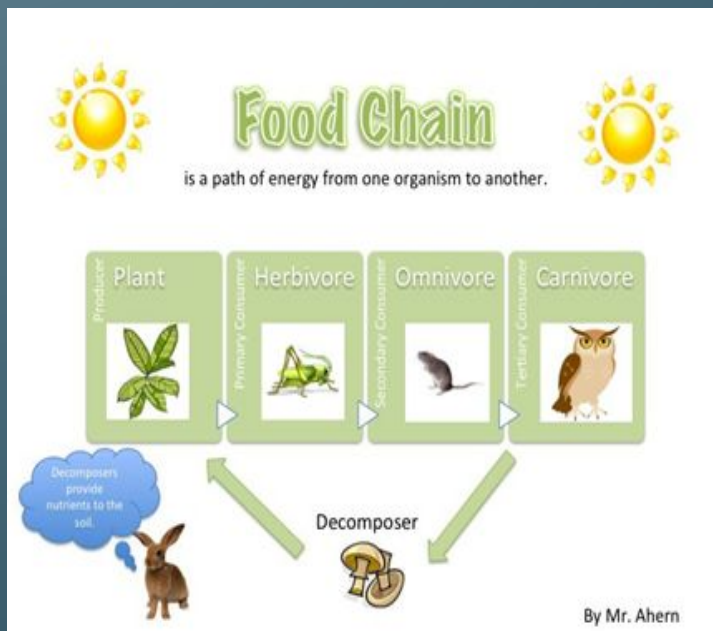 Food Chain
is a path of energy from one organism to another.
Producer
Plant
Primary Consumer
Herbivore
Secondary Consumer
Omnivore
Tertiary Consumer
Carnivore
Decomposers
provide
nutrients to the
soil.
Decomposer
By Mr. Ahern